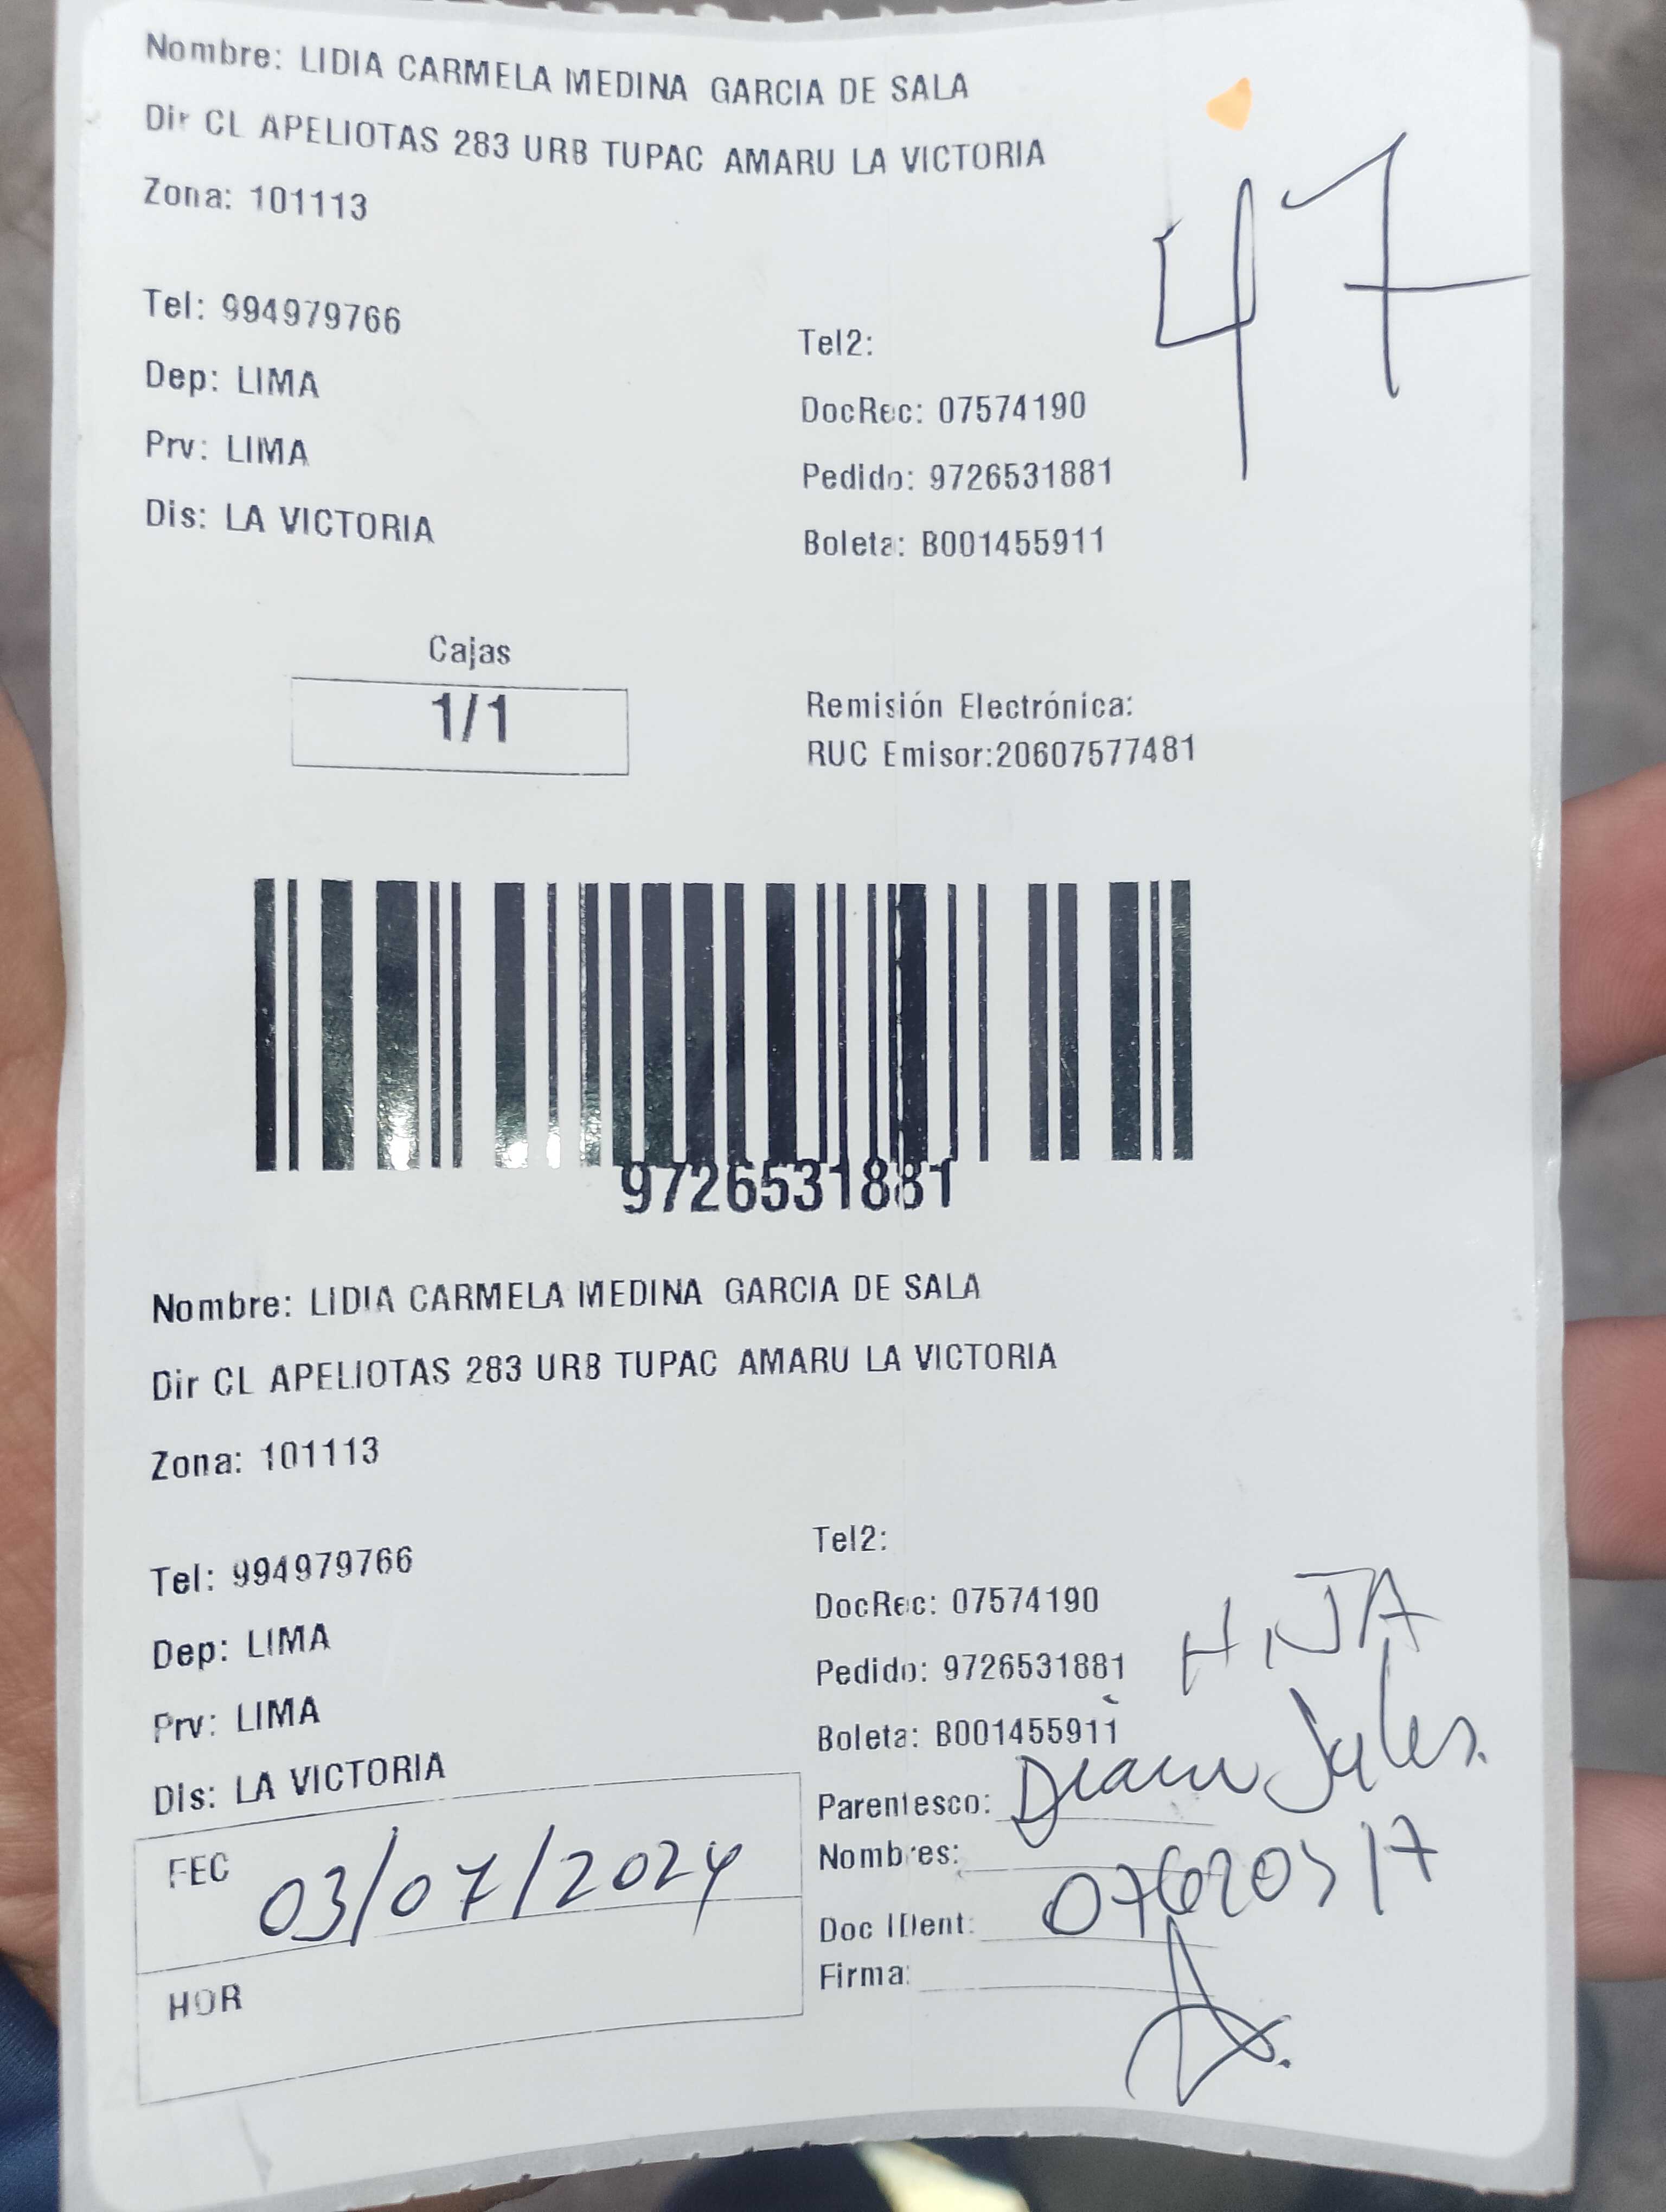 Nombre: LIDIA CARMELA MEDINA GARCIA DE SALA
Dir CL APELIOTAS 283 URB TUPAC AMARU LA VICTORIA
Zona: 101113
47
Tel: 994979766
Tel2:
Dep: LIMA
DocRec: 07574190
Prv: LIMA
Pedido: 9726531881
Dis: LA VICTORIA
Boleta: B001455911
Cajas
1/1
Remisión Electrónica:
RUC Emisor:20607577481
9726531881
Nombre: LIDIA CARMELA MEDINA GARCIA DE SALA
Dir CL APELIOTAS 283 URB TUPAC AMARU LA VICTORIA
Zona: 101113
Tel: 994979766
Tel2:
Dep: LIMA
DocRec: 07574190
Prv: LIMA
Pedido: 9726531881
HIJA
Dis: LA VICTORIA
Boleta: B001455911
Parentesco:
FEC 03/07/2024
Nombres:
Doc IDent:
HOR
Firma: